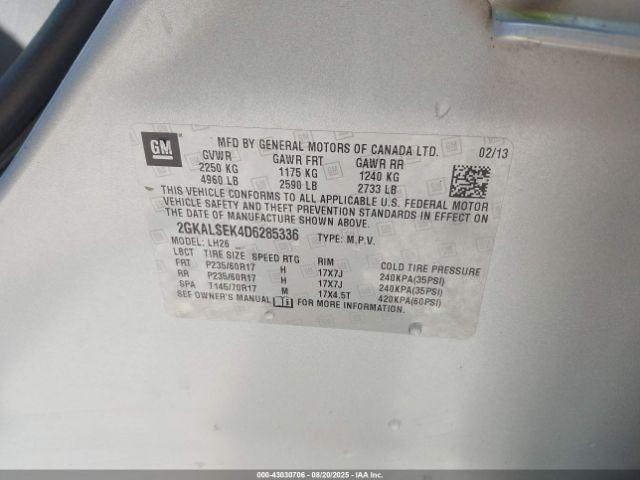 GM
MFD BY GENERAL MOTORS OF CANADA LTD. 02/13
GVWR GAWR FRT GAWR RR
2250 KG 1175 KG 1240 KG
4960 LB 2590 LB 2733 LB
THIS VEHICLE CONFORMS TO ALL APPLICABLE U.S. FEDERAL MOTOR
VEHICLE SAFETY AND THEFT PREVENTION STANDARDS IN EFFECT ON
THE DATE OF MANUFACTURE SHOWN ABOVE.
2GKALSEK4D6285336 TYPE: M.P.V.
MODEL: LH26
LBCT TIRE SIZE SPEED RTG RIM COLD TIRE PRESSURE
FRT P235/60R17 H 17X7J 240KPA(35PSI)
RR P235/60R17 H 17X7J 240KPA(35PSI)
SPA T145/70R17 M 17X4.5T 420KPA(60PSI)
SEE OWNER'S MANUAL FOR MORE INFORMATION.
000-43030706 - 08/20/2025 - IAAI.COM